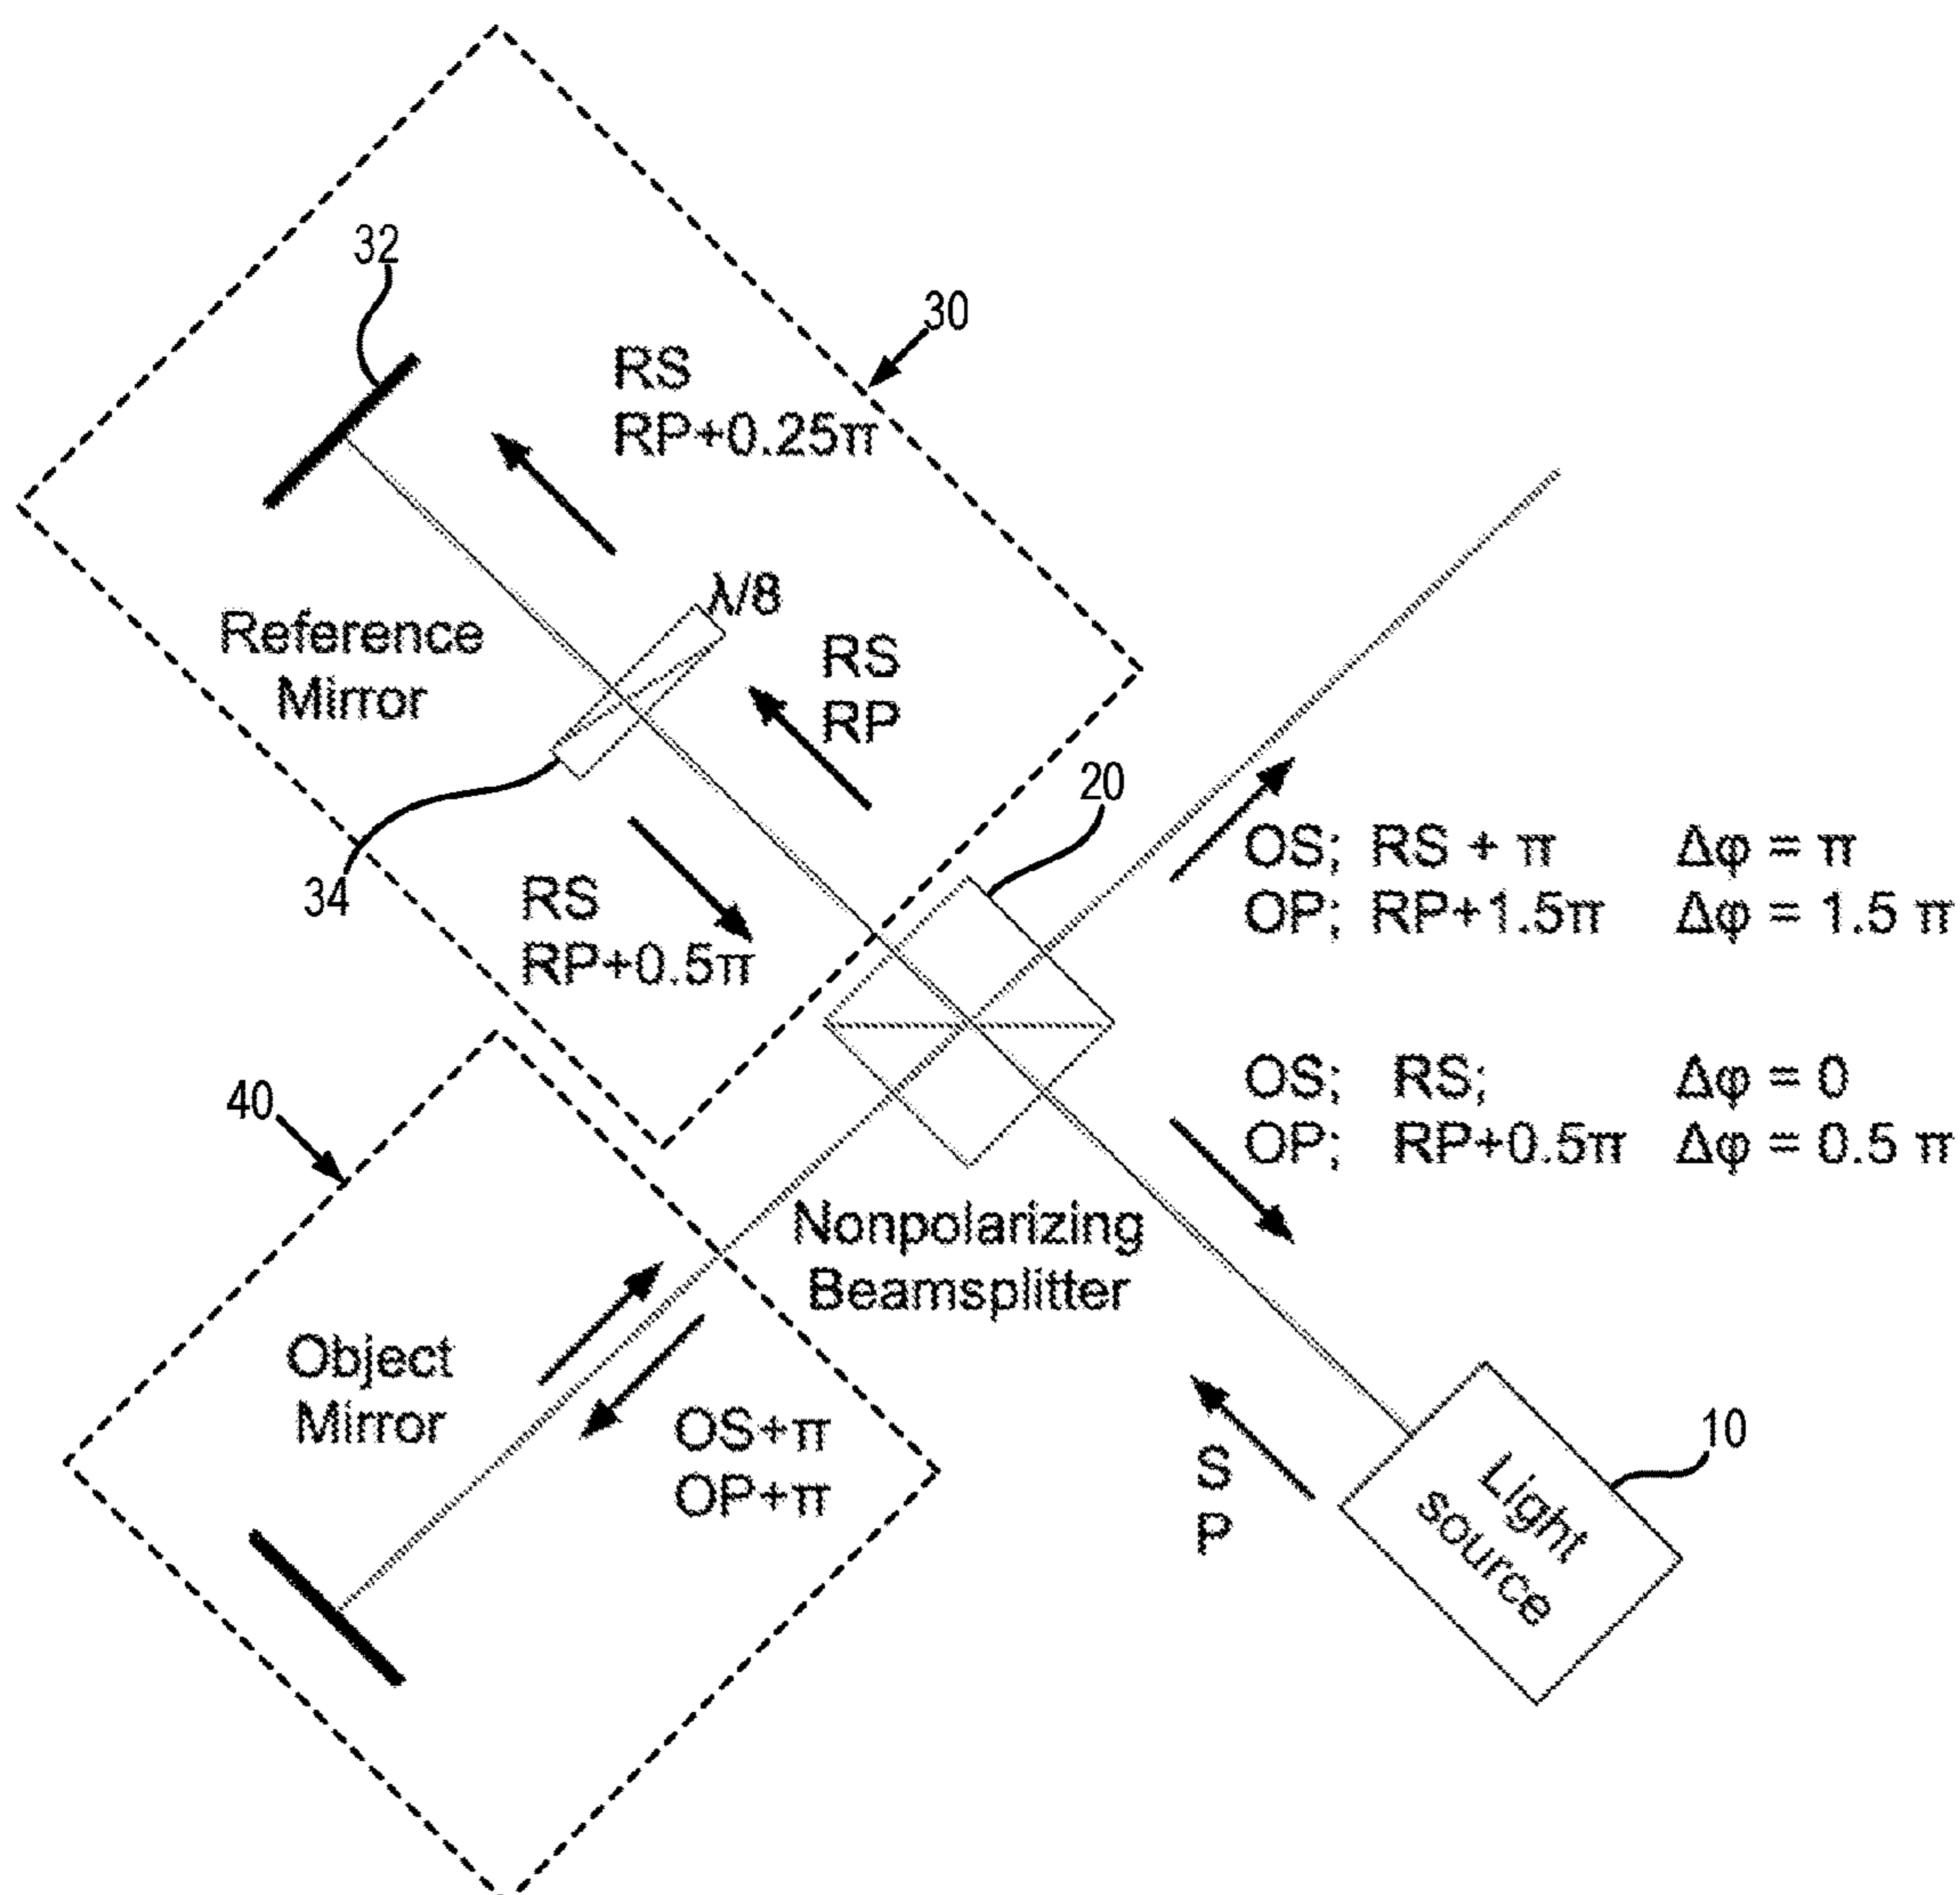 32
30
RS
RP+0.25π
λ/8
Reference
Mirror
RS
RP
20
34
RS
RP+0.5π
OS; RS + π Δφ = π
OP; RP+1.5π Δφ = 1.5 π
OS; RS; Δφ = 0
OP; RP+0.5π Δφ = 0.5 π
40
Nonpolarizing
Beamsplitter
Object
Mirror
OS+π
OP+π
S
P
10
Light
source